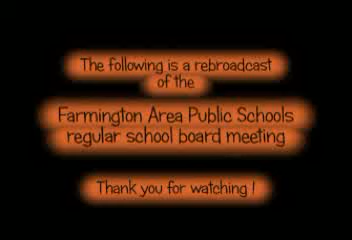 The following is a rebroadcast
of the
Farmington Area Public Schools
regular school board meeting
Thank you for watching !